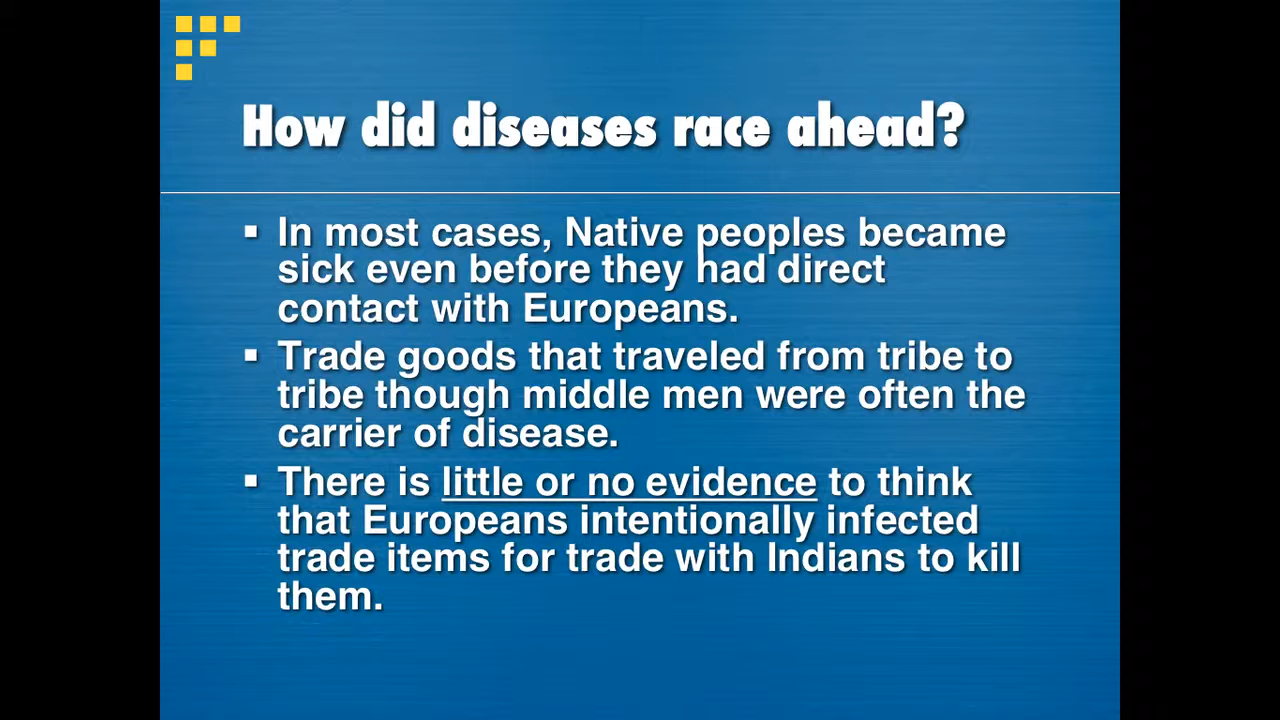 How did diseases race ahead?
▪ In most cases, Native peoples became
sick even before they had direct
contact with Europeans.
▪ Trade goods that traveled from tribe to
tribe though middle men were often the
carrier of disease.
▪ There is little or no evidence to think
that Europeans intentionally infected
trade items for trade with Indians to kill
them.